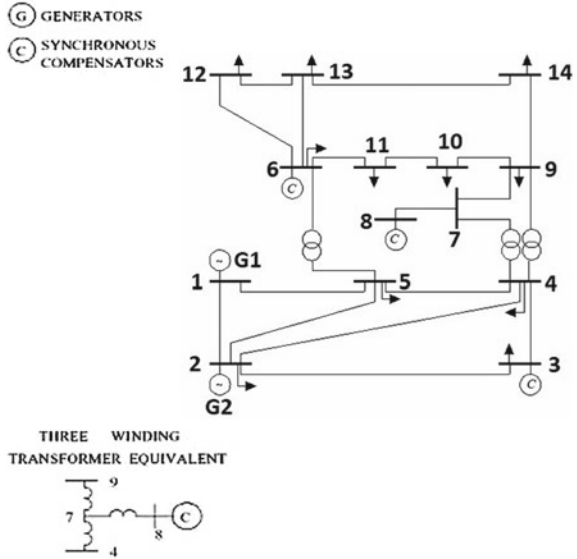 G GENERATORS
C SYNCHRONOUS
COMPENSATORS
12
13
14
11
10
6
9
C
8
7
C
~ G1
1
5
4
2
3
~
G2
C
THREE WINDING
TRANSFORMER EQUIVALENT
9
7
C
8
4